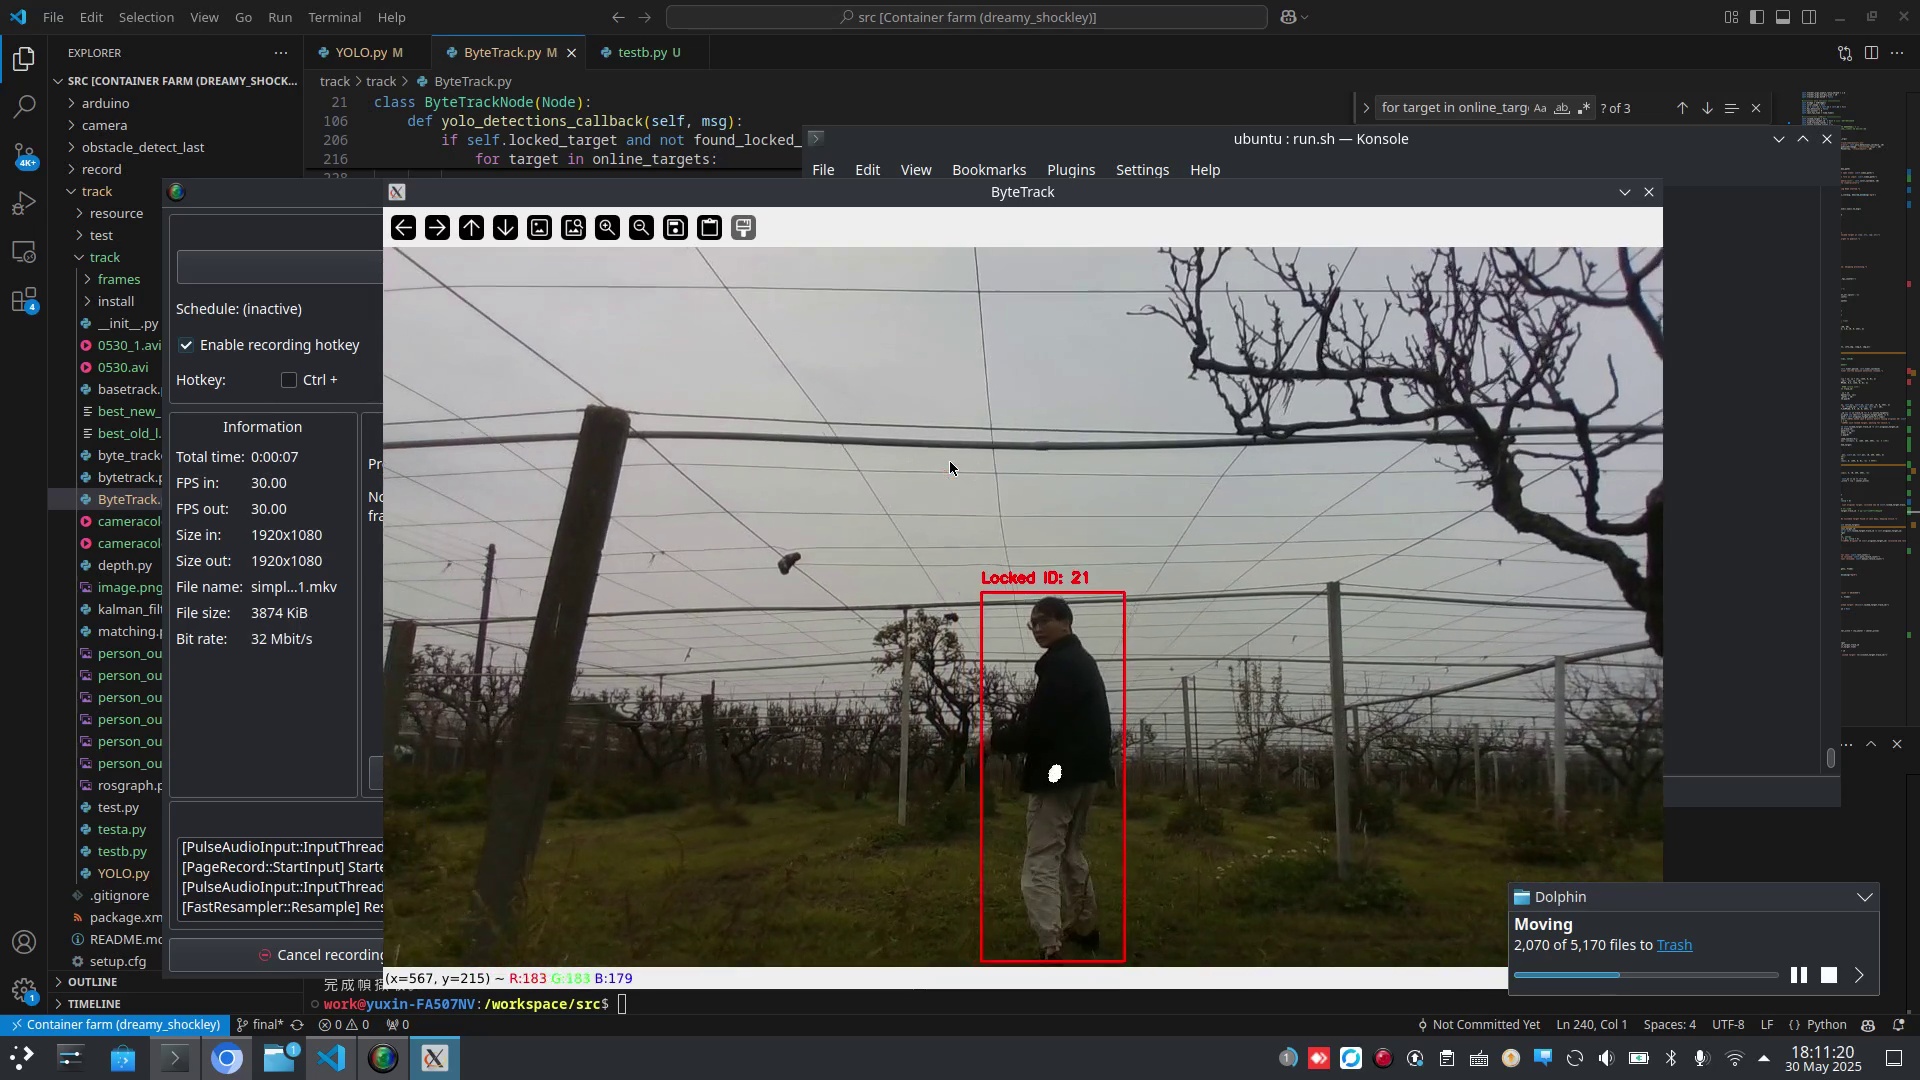 File Edit Selection View Go Run Terminal Help
src [Container farm (dreamy_shockley)]
EXPLORER
SRC [CONTAINER FARM (DREAMY_SHOCK...
arduino
camera
obstacle_detect_last
record
track
resource
test
track
frames
install
__init__.py
0530_1.avi
0530.avi
basetrack.
best_new_
best_old_l.
byte_track
bytetrack.p
ByteTrack.
cameracol
cameracol
depth.py
image.png
kalman_filt
matching.p
person_ou
person_ou
person_ou
person_ou
person_ou
person_ou
rosgraph.p
test.py
testa.py
testb.py
YOLO.py
.gitignore
package.xm
README.md
setup.cfg
OUTLINE
TIMELINE
4K+
4
1
YOLO.py M
ByteTrack.py M
testb.py U
track > track > ByteTrack.py
21 class ByteTrackNode(Node):
106 def yolo_detections_callback(self, msg):
206 if self.locked_target and not found_locked_
216 for target in online_targets:
for target in online_targ Aa ab ? of 3
ubuntu : run.sh — Konsole
File Edit View Bookmarks Plugins Settings Help
ByteTrack
Schedule: (inactive)
Enable recording hotkey
Hotkey: Ctrl +
Information
Total time: 0:00:07
FPS in: 30.00
FPS out: 30.00
Size in: 1920x1080
Size out: 1920x1080
File name: simpl...1.mkv
File size: 3874 KiB
Bit rate: 32 Mbit/s
Pr
No
fra
[PulseAudioInput::InputThread
[PageRecord::StartInput] Starte
[PulseAudioInput::InputThread
[FastResampler::Resample] Res
Cancel recording
Locked ID: 21
(x=567, y=215) ~ R:183 G:183 B:179
work@yuxin-FA507NV:/workspace/src$
Dolphin
Moving
2,070 of 5,170 files to Trash
Container farm (dreamy_shockley) final* 0 0 0
Not Committed Yet Ln 240, Col 1 Spaces: 4 UTF-8 LF {} Python
1
1
18:11:20
30 May 2025